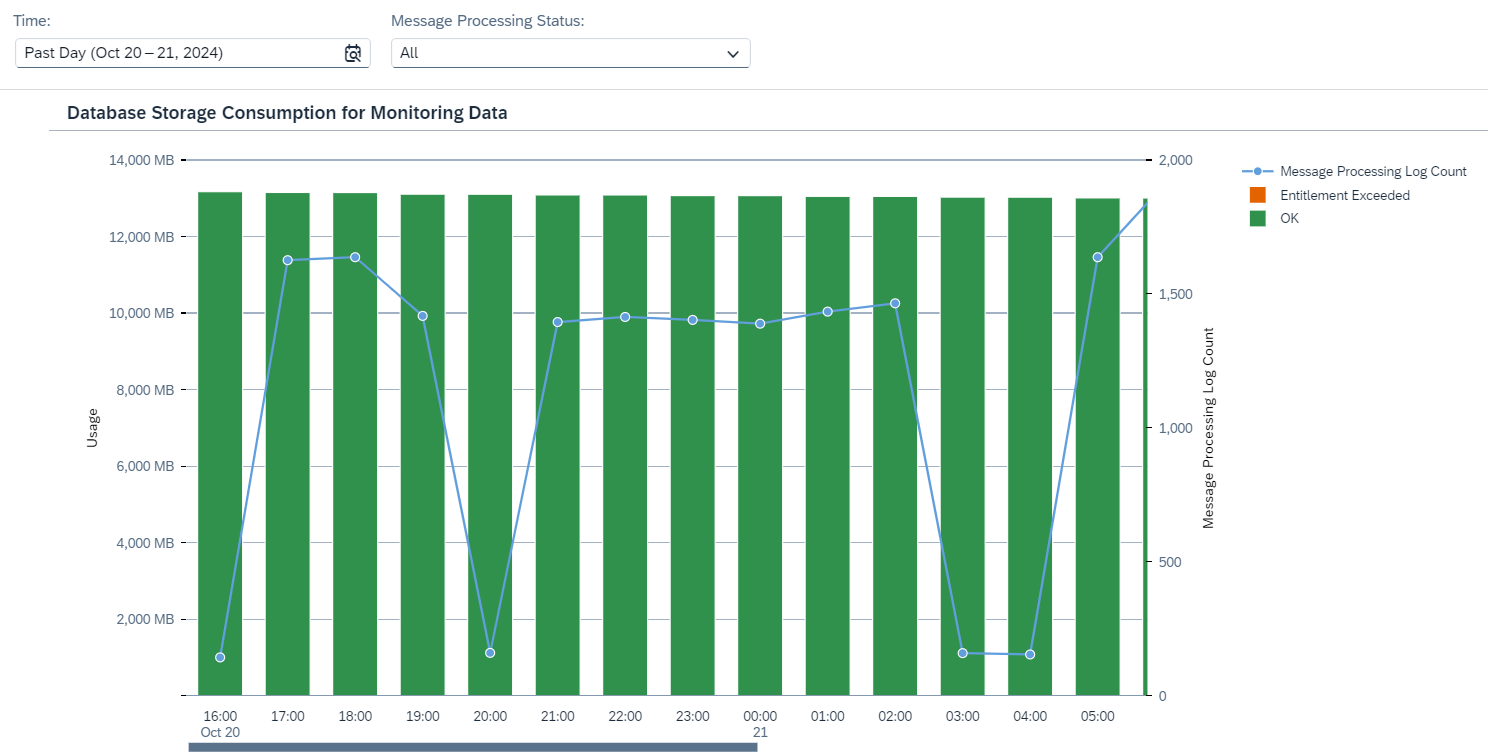 Time:
Message Processing Status:
Past Day (Oct 20 – 21, 2024)
All
Database Storage Consumption for Monitoring Data
14,000 MB
12,000 MB
10,000 MB
8,000 MB
6,000 MB
4,000 MB
2,000 MB
Usage
2,000
1,500
1,000
500
0
Message Processing Log Count
Message Processing Log Count
Entitlement Exceeded
OK
16:00 17:00 18:00 19:00 20:00 21:00 22:00 23:00 00:00 01:00 02:00 03:00 04:00 05:00
Oct 20 21